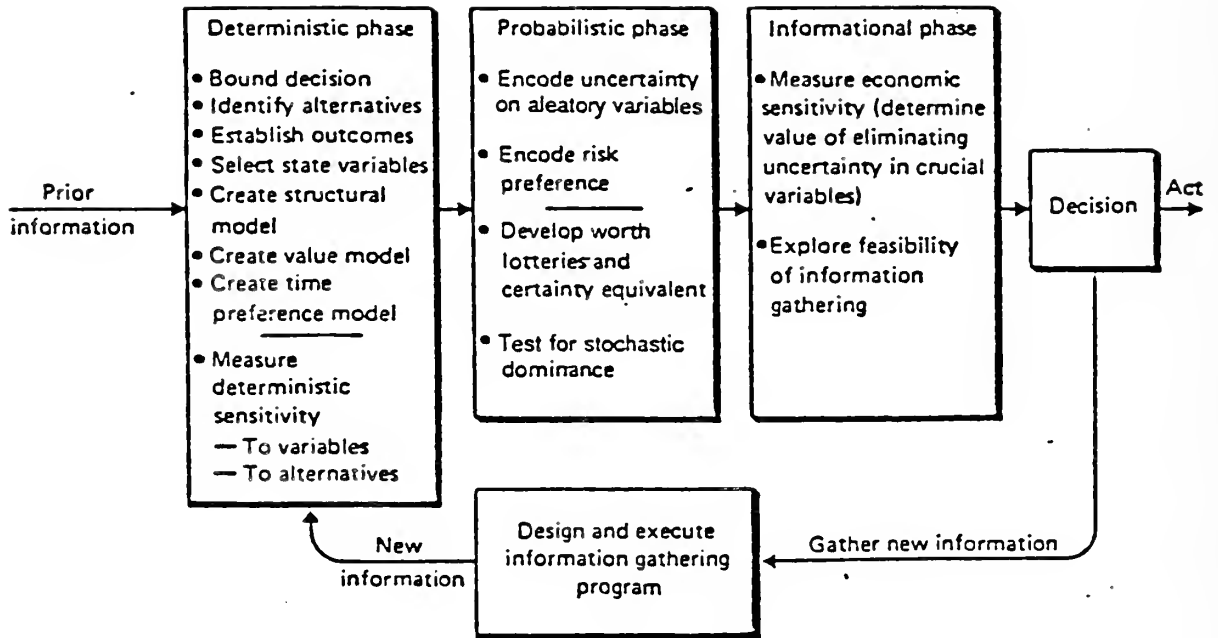 Prior
information
Deterministic phase
• Bound decision
• Identify alternatives
• Establish outcomes
• Select state variables
• Create structural
model
• Create value model
• Create time
preference model
• Measure
deterministic
sensitivity
— To variables
— To alternatives
Probabilistic phase
• Encode uncertainty
on aleatory variables
• Encode risk
preference
• Develop worth
lotteries and
certainty equivalent
• Test for stochastic
dominance
Informational phase
• Measure economic
sensitivity (determine
value of eliminating
uncertainty in crucial
variables)
• Explore feasibility
of information
gathering
Decision
Act
Gather new information
Design and execute
information gathering
program
New
information